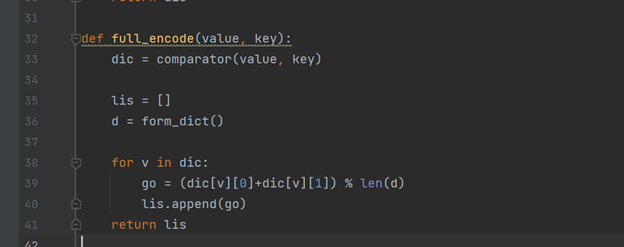 31
32 def full_encode(value, key):
33     dic = comparator(value, key)
34
35     lis = []
36     d = form_dict()
37
38     for v in dic:
39         go = (dic[v][0]+dic[v][1]) % len(d)
40         lis.append(go)
41     return lis
42